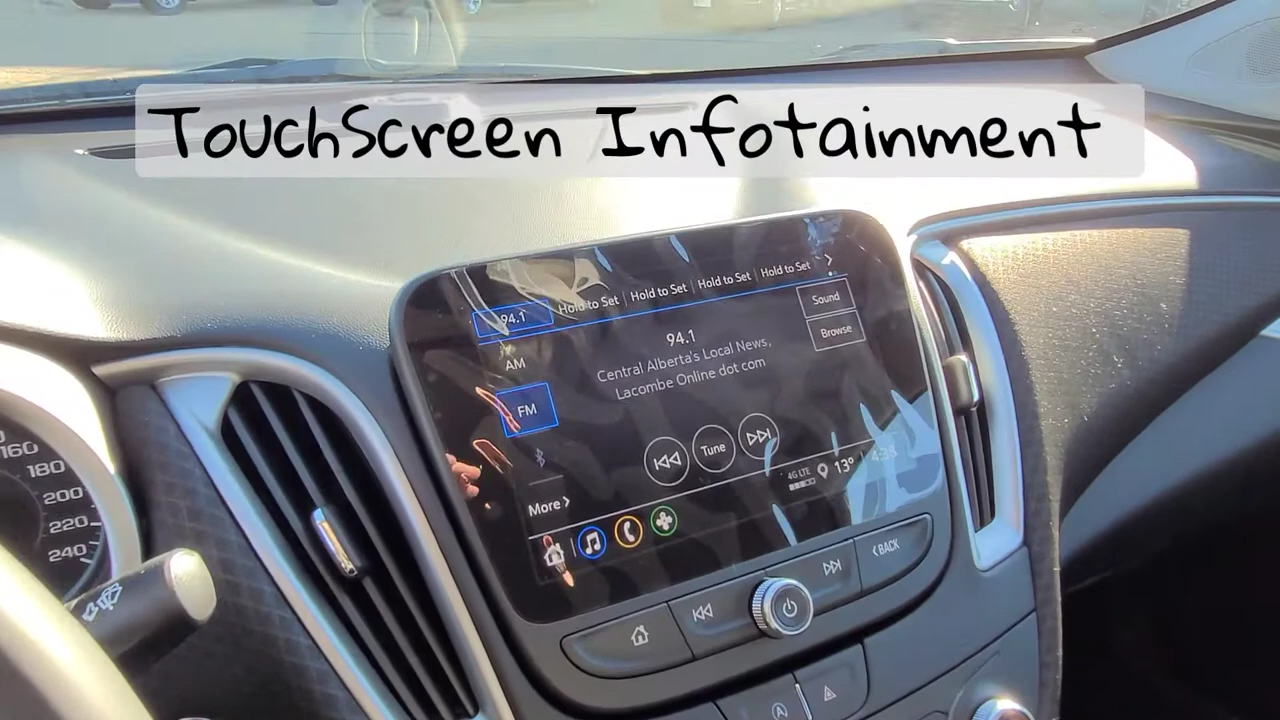 TouchScreen Infotainment
94.1 Hold to Set Hold to Set Hold to Set Hold to Set
AM
FM
More
94.1
Central Alberta's Local News,
Lacombe Online dot com
Sound
Browse
Tune
4G LTE 13°
BACK
160
180
200
220
240